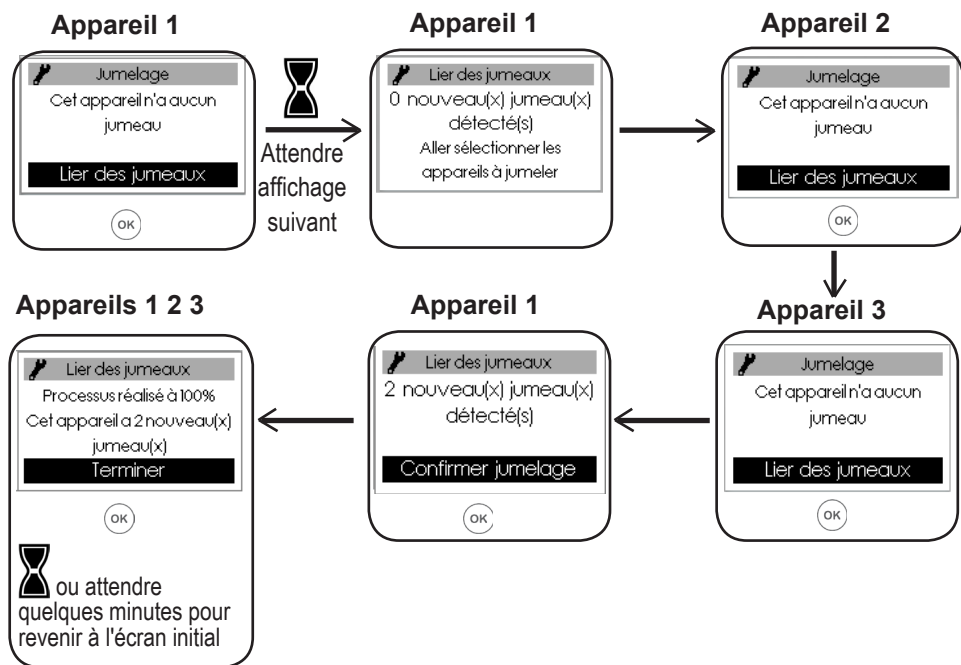 Appareil 1
Jumelage
Cet appareil n'a aucun
jumeau
Lier des jumeaux
OK
Attendre
affichage
suivant
Appareil 1
Lier des jumeaux
0 nouveau(x) jumeau(x)
détecté(s)
Aller sélectionner les
appareils à jumeler
Appareil 2
Jumelage
Cet appareil n'a aucun
jumeau
Lier des jumeaux
OK
Appareil 3
Jumelage
Cet appareil n'a aucun
jumeau
Lier des jumeaux
OK
Appareil 1
Lier des jumeaux
2 nouveau(x) jumeau(x)
détecté(s)
Confirmer jumelage
OK
Appareils 1 2 3
Lier des jumeaux
Processus réalisé à 100%
Cet appareil a 2 nouveau(x)
jumeau(x)
Terminer
OK
ou attendre
quelques minutes pour
revenir à l'écran initial